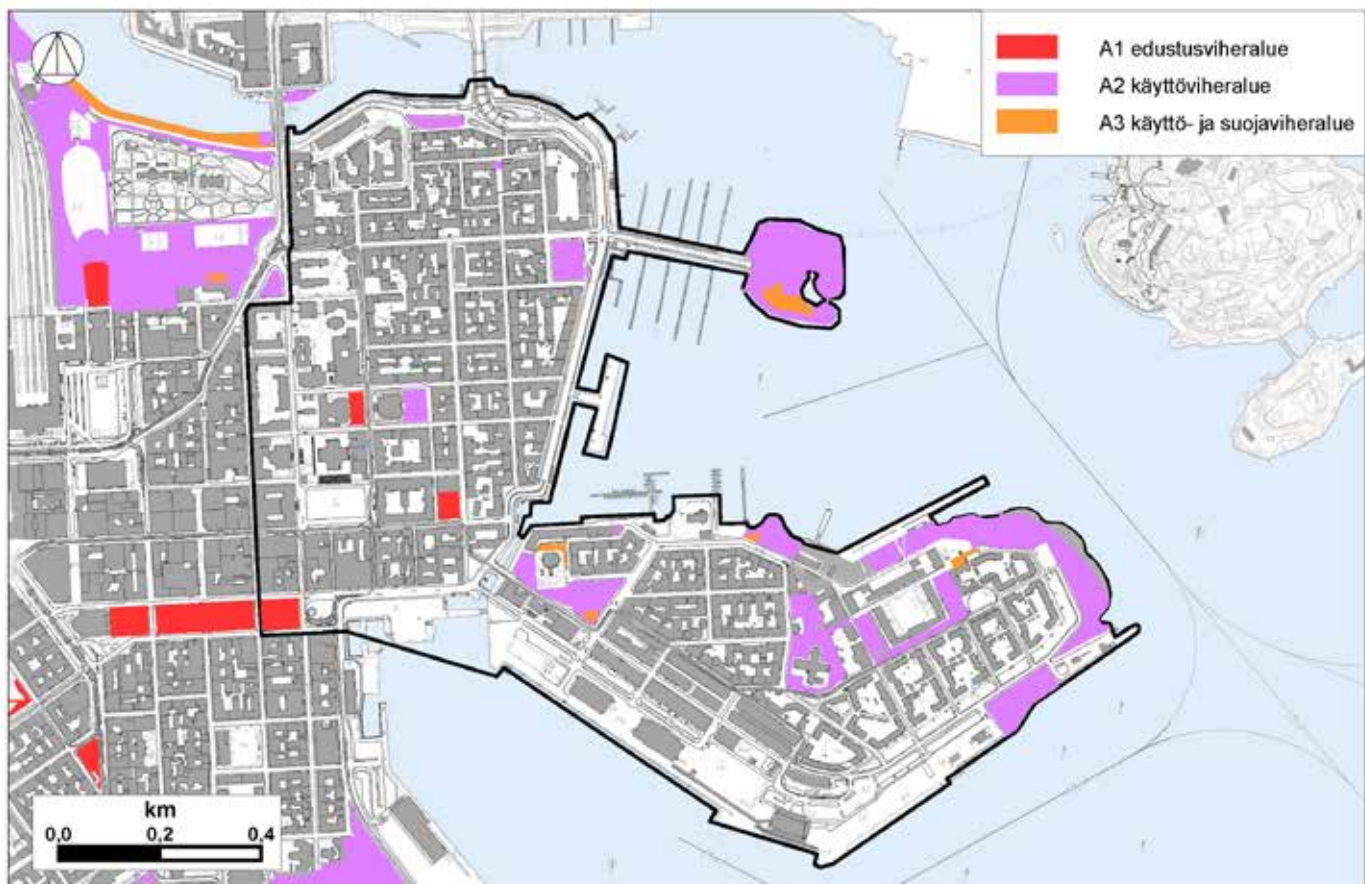 A1 edustusviheralue
A2 käyttöviheralue
A3 käyttö- ja suojaviheralue
km
0,0 0,2 0,4